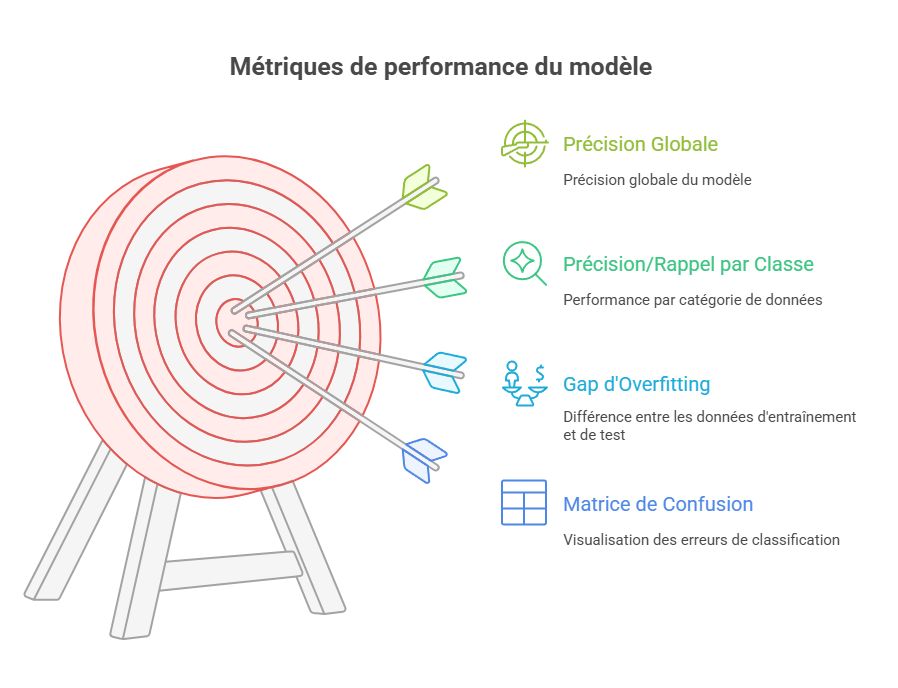 Métriques de performance du modèle
Précision Globale
Précision globale du modèle
Précision/Rappel par Classe
Performance par catégorie de données
Gap d'Overfitting
Différence entre les données d'entraînement
et de test
Matrice de Confusion
Visualisation des erreurs de classification